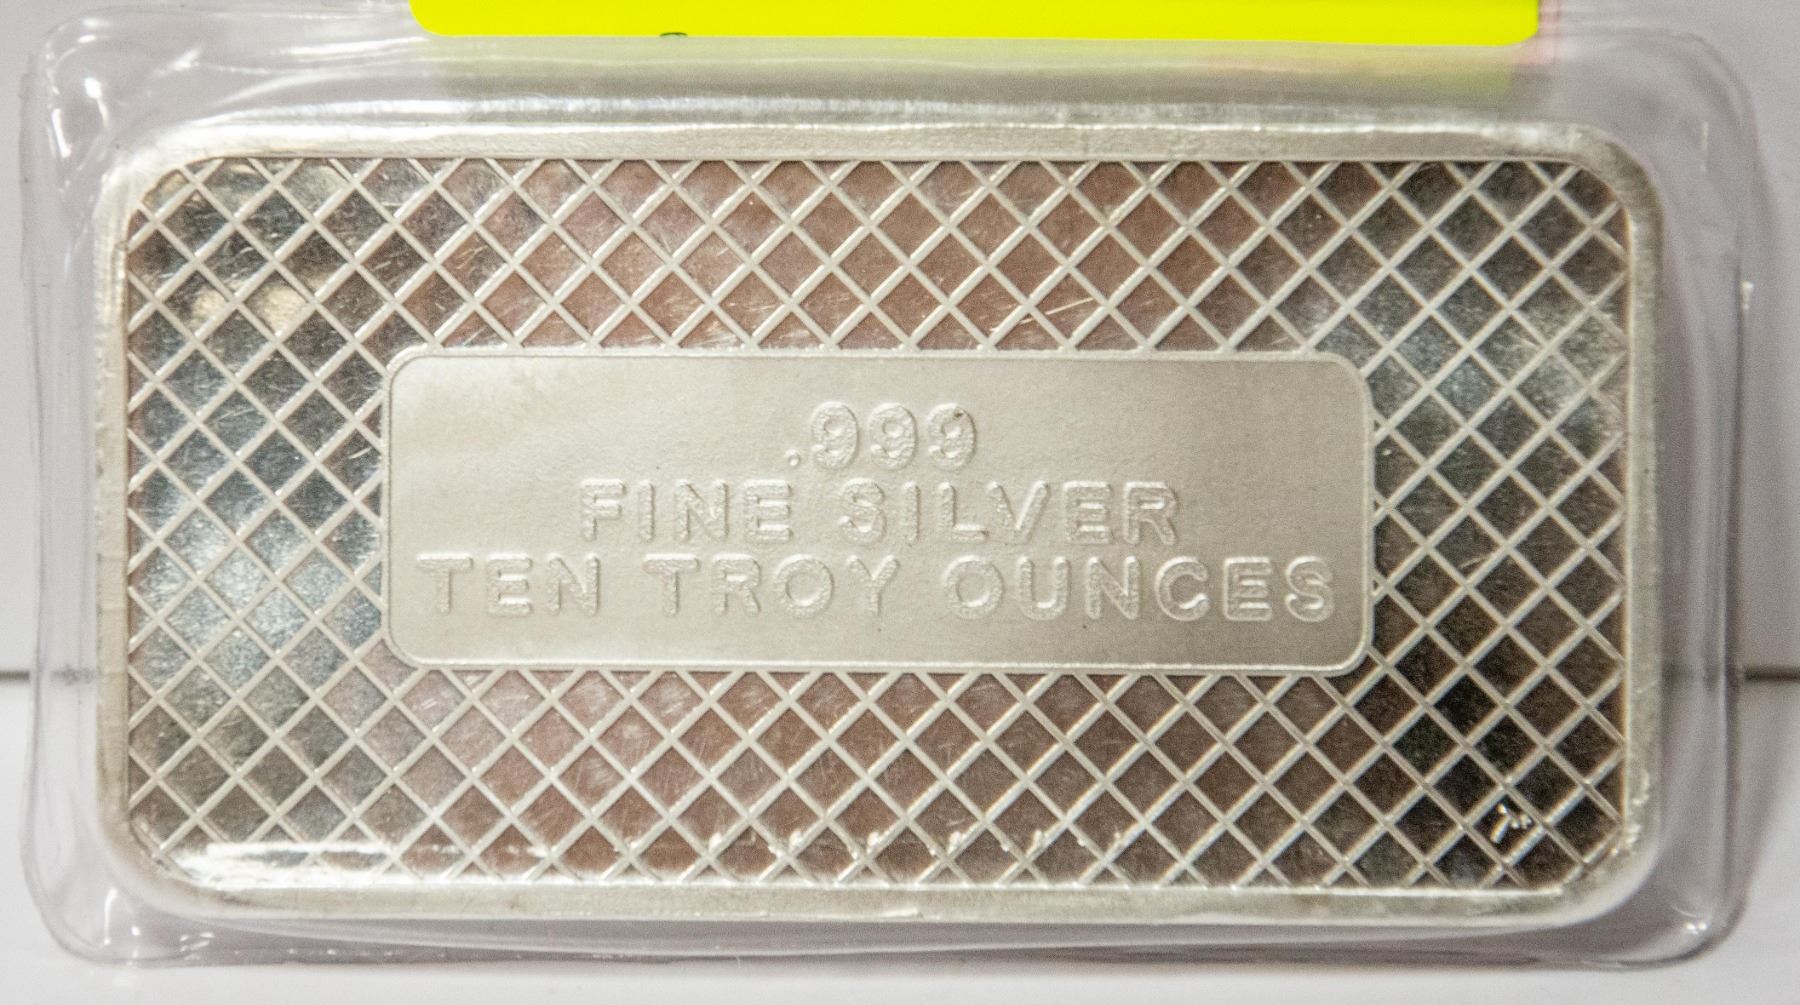 .999
FINE SILVER
TEN TROY OUNCES